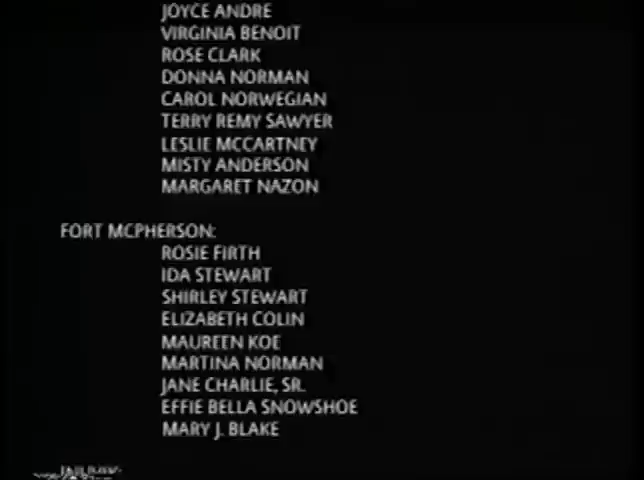 JOYCE ANDRE
VIRGINIA BENOIT
ROSE CLARK
DONNA NORMAN
CAROL NORWEGIAN
TERRY REMY SAWYER
LESLIE MCCARTNEY
MISTY ANDERSON
MARGARET NAZON
FORT MCPHERSON:
ROSIE FIRTH
IDA STEWART
SHIRLEY STEWART
ELIZABETH COLIN
MAUREEN KOE
MARTINA NORMAN
JANE CHARLIE, SR.
EFFIE BELLA SNOWSHOE
MARY J. BLAKE